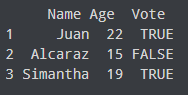 Name Age Vote
1 Juan 22 TRUE
2 Alcaraz 15 FALSE
3 Simantha 19 TRUE